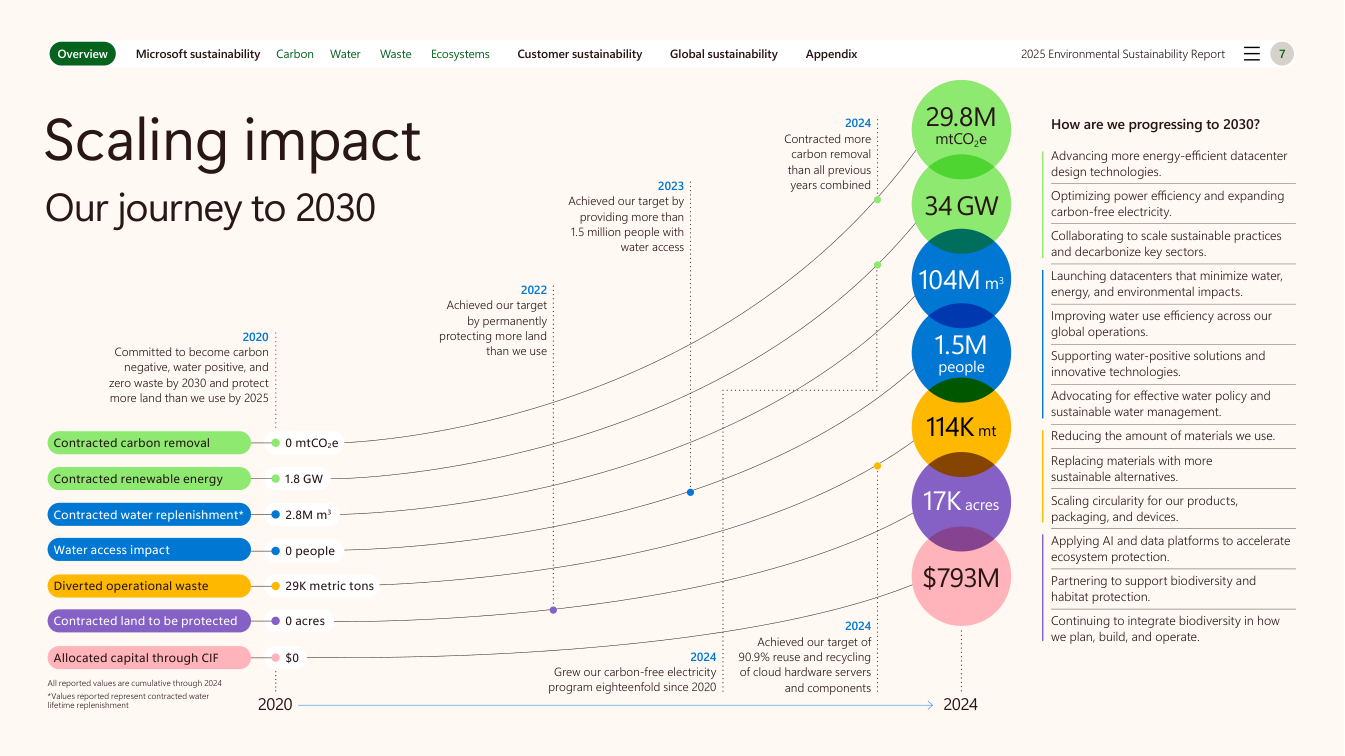 Overview
Microsoft sustainability
Carbon
Water
Waste
Ecosystems
Customer sustainability
Global sustainability
Appendix
2025 Environmental Sustainability Report
7
Scaling impact
Our journey to 2030
2020
Committed to become carbon
negative, water positive, and
zero waste by 2030 and protect
more land than we use by 2025
2022
Achieved our target
by permanently
protecting more land
than we use
2023
Achieved our target by
providing more than
1.5 million people with
water access
2024
Contracted more
carbon removal
than all previous
years combined
Contracted carbon removal
0 mtCO₂e
Contracted renewable energy
1.8 GW
Contracted water replenishment*
2.8M m³
Water access impact
0 people
Diverted operational waste
29K metric tons
Contracted land to be protected
0 acres
Allocated capital through CIF
$0
All reported values are cumulative through 2024
*Values reported represent contracted water
lifetime replenishment
2024
Grew our carbon-free electricity
program eighteenfold since 2020
2024
Achieved our target of
90.9% reuse and recycling
of cloud hardware servers
and components
2020
2024
29.8M
mtCO₂e
34 GW
104M m³
1.5M
people
114K mt
17K acres
$793M
How are we progressing to 2030?
Advancing more energy-efficient datacenter
design technologies.
Optimizing power efficiency and expanding
carbon-free electricity.
Collaborating to scale sustainable practices
and decarbonize key sectors.
Launching datacenters that minimize water,
energy, and environmental impacts.
Improving water use efficiency across our
global operations.
Supporting water-positive solutions and
innovative technologies.
Advocating for effective water policy and
sustainable water management.
Reducing the amount of materials we use.
Replacing materials with more
sustainable alternatives.
Scaling circularity for our products,
packaging, and devices.
Applying AI and data platforms to accelerate
ecosystem protection.
Partnering to support biodiversity and
habitat protection.
Continuing to integrate biodiversity in how
we plan, build, and operate.